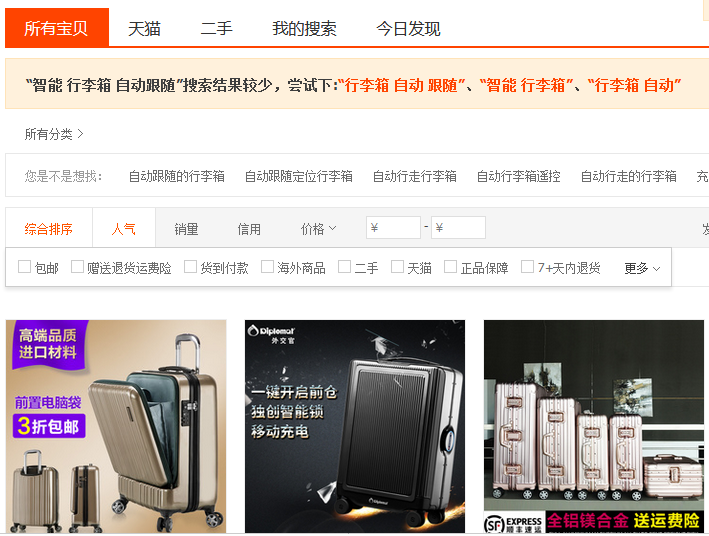 所有宝贝 天猫 二手 我的搜索 今日发现
“智能 行李箱 自动跟随”搜索结果较少，尝试下:“行李箱 自动 跟随”、“智能 行李箱”、“行李箱 自动”
所有分类 >
您是不是想找： 自动跟随的行李箱 自动跟随定位行李箱 自动行走行李箱 自动行李箱遥控 自动行走的行李箱 充
综合排序 人气 销量 信用 价格 ¥ - ¥
包邮 赠送退货运费险 货到付款 海外商品 二手 天猫 正品保障 7+天内退货 更多
高端品质
进口材料
前置电脑袋
3折包邮
Diplomat
外交官
一键开启前仓
独创智能锁
移动充电
Diplomat
SF EXPRESS
顺丰速运
全铝镁合金 送运费险